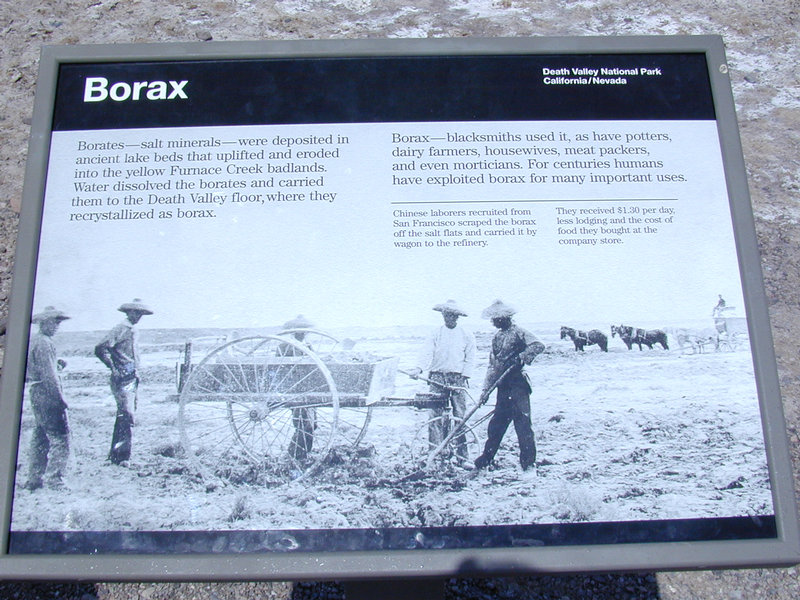 Borax
Death Valley National Park
California/Nevada
Borates—salt minerals—were deposited in
ancient lake beds that uplifted and eroded
into the yellow Furnace Creek badlands.
Water dissolved the borates and carried
them to the Death Valley floor, where they
recrystallized as borax.
Borax—blacksmiths used it, as have potters,
dairy farmers, housewives, meat packers,
and even morticians. For centuries humans
have exploited borax for many important uses.
Chinese laborers recruited from
San Francisco scraped the borax
off the salt flats and carried it by
wagon to the refinery.
They received $1.30 per day,
less lodging and the cost of
food they bought at the
company store.